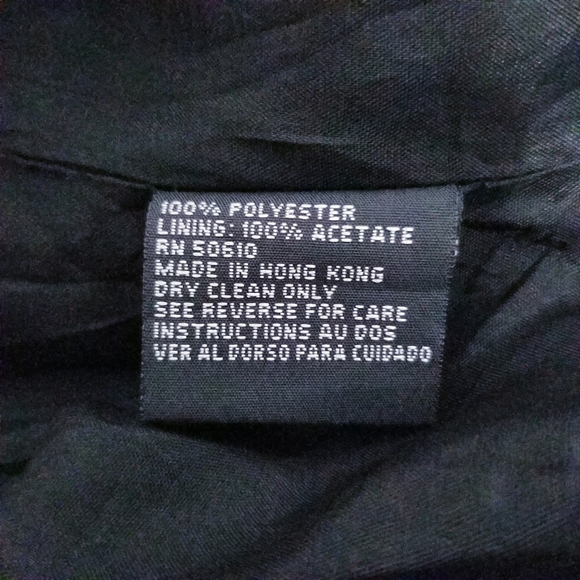 100% POLYESTER
LINING: 100% ACETATE
RN 50610
MADE IN HONG KONG
DRY CLEAN ONLY
SEE REVERSE FOR CARE
INSTRUCTIONS AU DOS
VER AL DORSO PARA CUIDADO